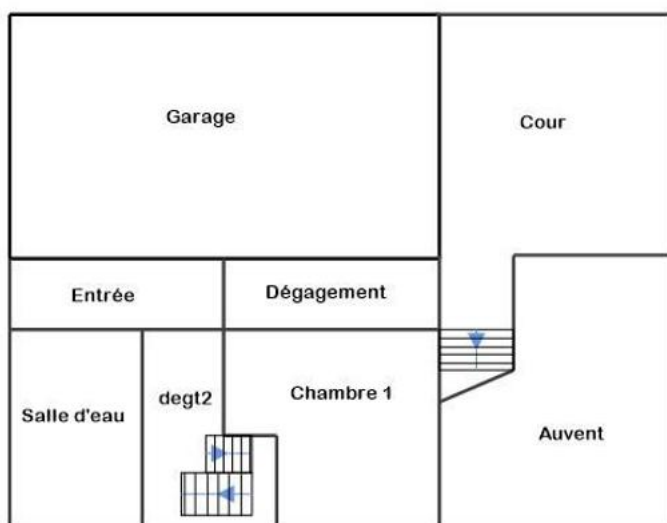 Garage
Cour
Entrée
Dégagement
Salle d'eau
degt2
Chambre 1
Auvent